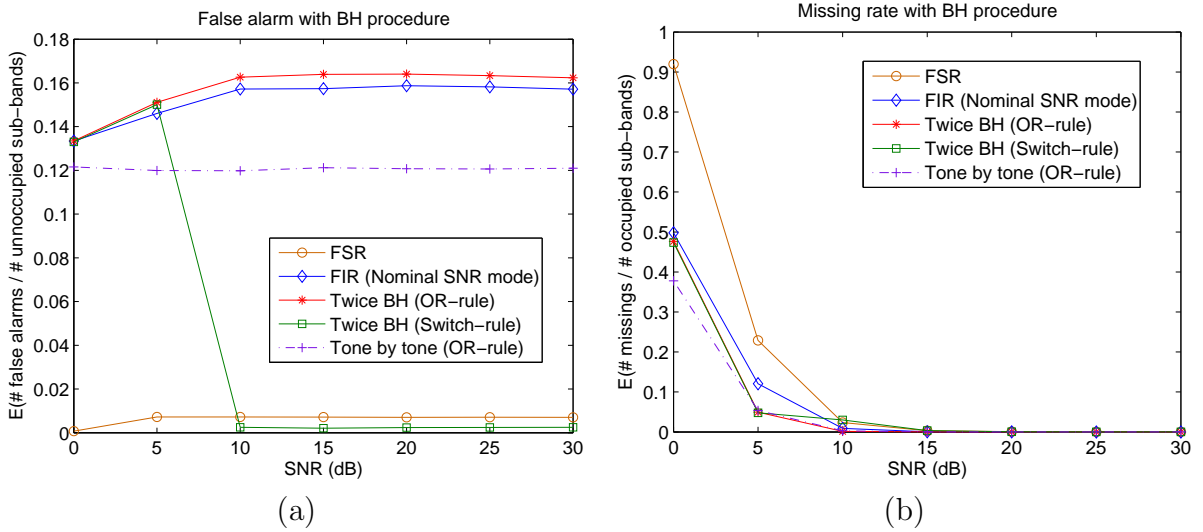 False alarm with BH procedure
0.18
0.16
0.14
0.12
0.1
0.08
0.06
0.04
0.02
0
E(# false alarms / # unnoccupied sub−bands)
FSR
FIR (Nominal SNR mode)
Twice BH (OR−rule)
Twice BH (Switch−rule)
Tone by tone (OR−rule)
0 5 10 15 20 25 30
SNR (dB)
(a)
Missing rate with BH procedure
1
0.9
0.8
0.7
0.6
0.5
0.4
0.3
0.2
0.1
0
E(# missings / # occupied sub−bands)
FSR
FIR (Nominal SNR mode)
Twice BH (OR−rule)
Twice BH (Switch−rule)
Tone by tone (OR−rule)
0 5 10 15 20 25 30
SNR (dB)
(b)